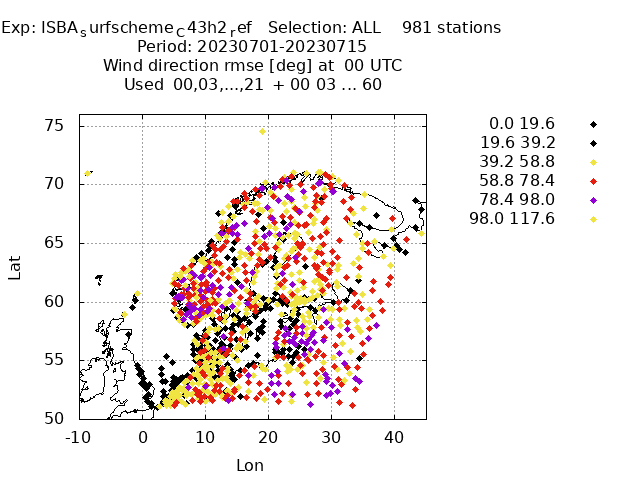 Exp: ISBAsurfschemeC43h2ref   Selection: ALL    981 stations
Period: 20230701-20230715
Wind direction rmse [deg] at  00 UTC
Used  00,03,...,21  + 00 03 ... 60
0.0 19.6
19.6 39.2
39.2 58.8
58.8 78.4
78.4 98.0
98.0 117.6
75
70
65
60
55
50
Lat
-10 0 10 20 30 40
Lon